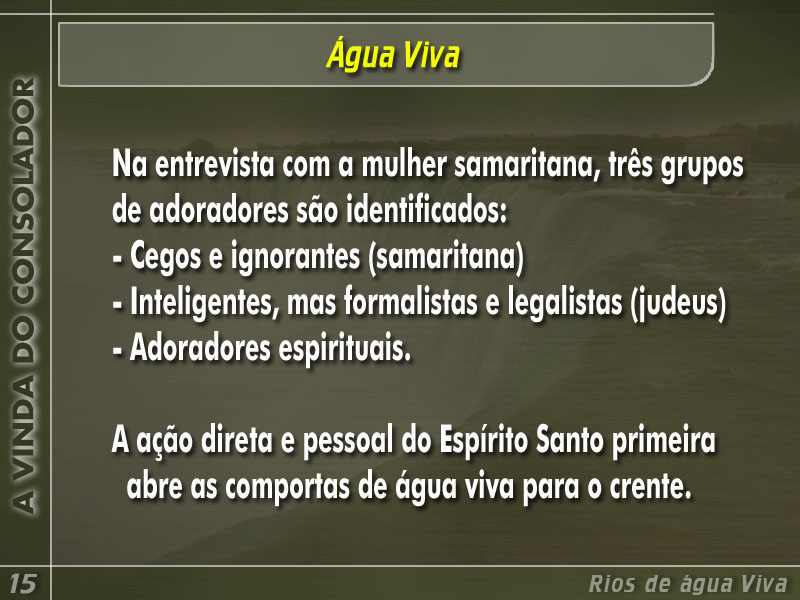 Água Viva
A VINDA DO CONSOLADOR
Na entrevista com a mulher samaritana, três grupos
de adoradores são identificados:
- Cegos e ignorantes (samaritana)
- Inteligentes, mas formalistas e legalistas (judeus)
- Adoradores espirituais.
A ação direta e pessoal do Espírito Santo primeira
abre as comportas de água viva para o crente.
15
Rios de água Viva